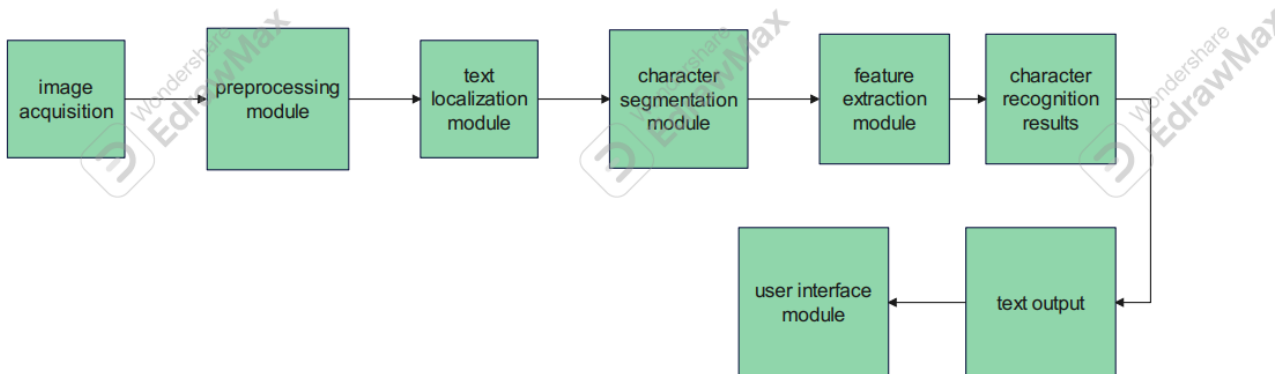 image
acquisition
preprocessing
module
text
localization
module
character
segmentation
module
feature
extraction
module
character
recognition
results
user interface
module
text output
Wondershare
EdrawMax
Wondershare
EdrawMax
Wondershare
EdrawMax